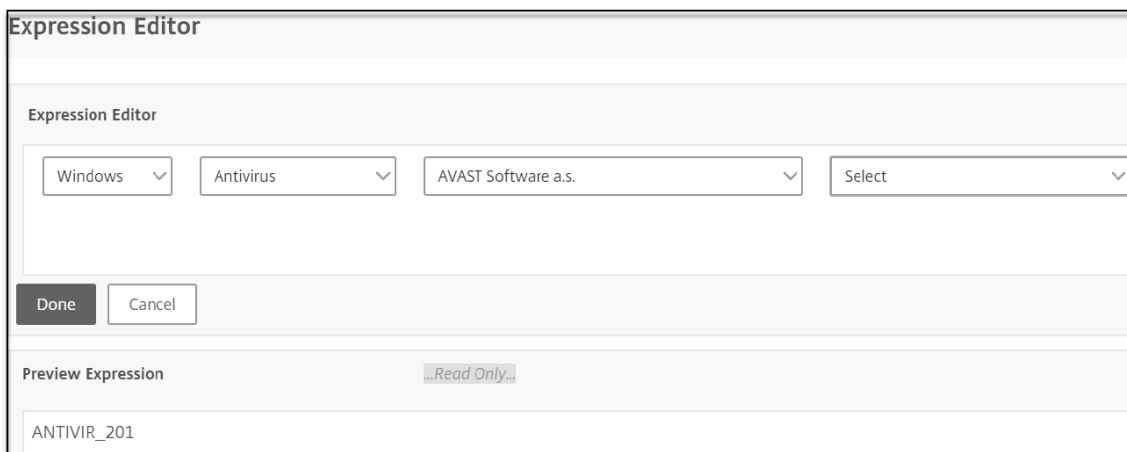 Expression Editor
Expression Editor
Windows Antivirus AVAST Software a.s. Select
Done Cancel
Preview Expression ...Read Only...
ANTIVIR_201